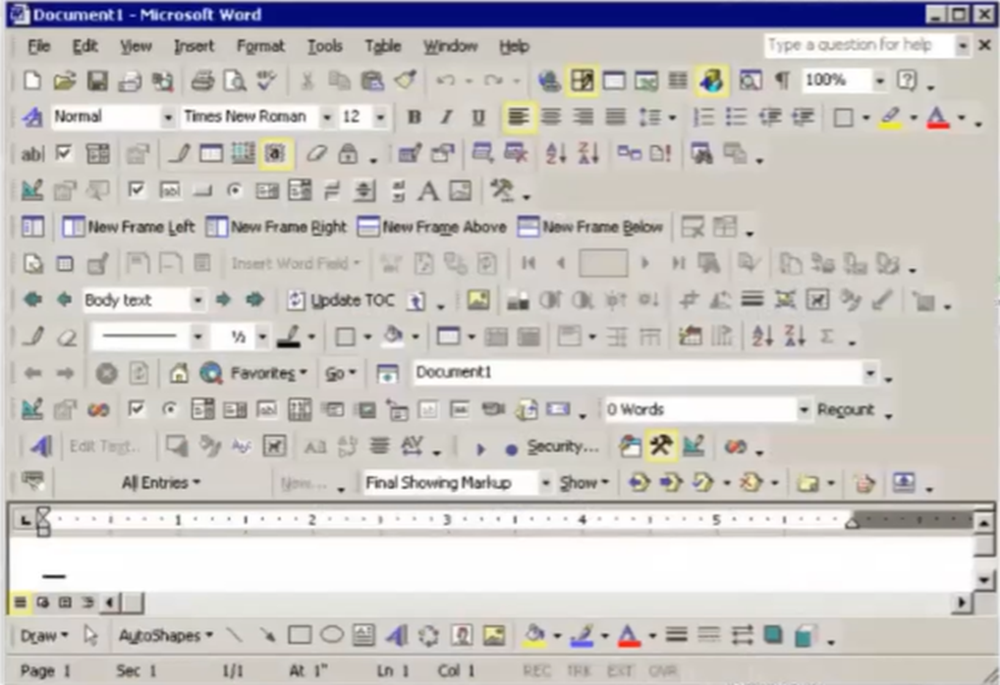 Document1 - Microsoft Word
File Edit View Insert Format Tools Table Window Help Type a question for help
100%
Normal Times New Roman 12 B I U A
ab|
A
New Frame Left New Frame Right New Frame Above New Frame Below
Insert Word Field
Body text Update TOC
½
Favorites Go Document1
0 Words Recount
Edit Text.. Security...
All Entries New... Final Showing Markup Show
1 2 3 4 5
Draw AutoShapes A
Page 1 Sec 1 1/1 At 1" Ln 1 Col 1 REC TRK EXT OVR